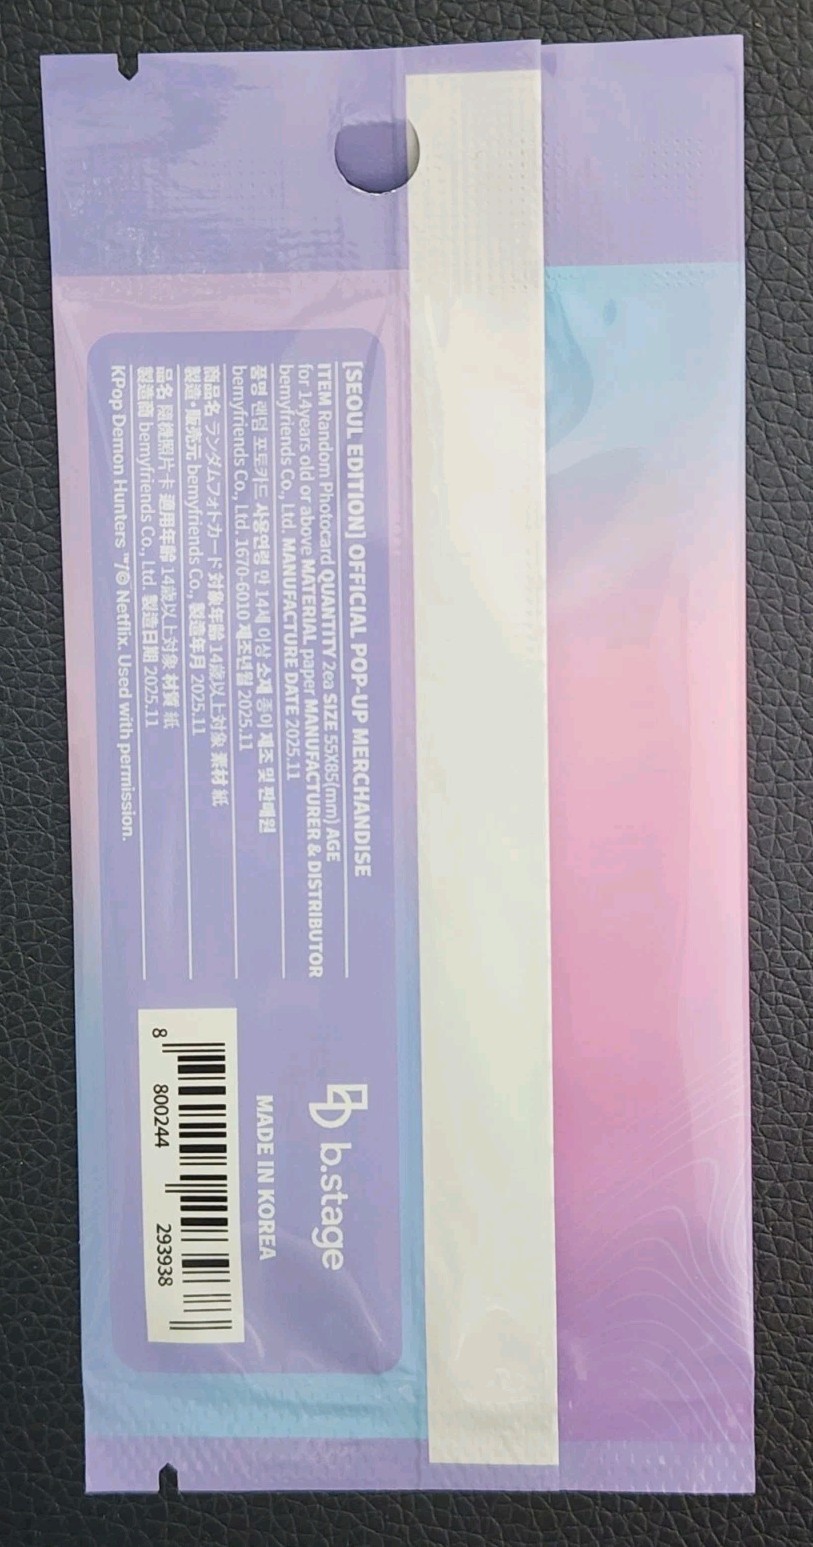 [SEOUL EDITION] OFFICIAL POP-UP MERCHANDISE
ITEM Random Photocard QUANTITY 2ea SIZE 55X85(mm) AGE
for 14years old or above MATERIAL paper MANUFACTURER & DISTRIBUTOR
bemyfriends Co., Ltd. MANUFACTURE DATE 2025.11
품명 랜덤 포토카드 사용연령 만 14세 이상 소재 종이 제조 및 판매원
bemyfriends Co., Ltd. 1670-6010 제조년월 2025.11
商品名 ランダムフォトカード 対象年齢 14歳以上対象 素材 紙
製造・販売元 bemyfriends Co., 製造年月 2025.11
品名 隨機照片卡 適用年齡 14歲以上對象 材質 紙
製造商 bemyfriends Co., Ltd. 製造日期 2025.11
KPop Demon Hunters ™/© Netflix. Used with permission.
b.stage
MADE IN KOREA
8 800244 293938